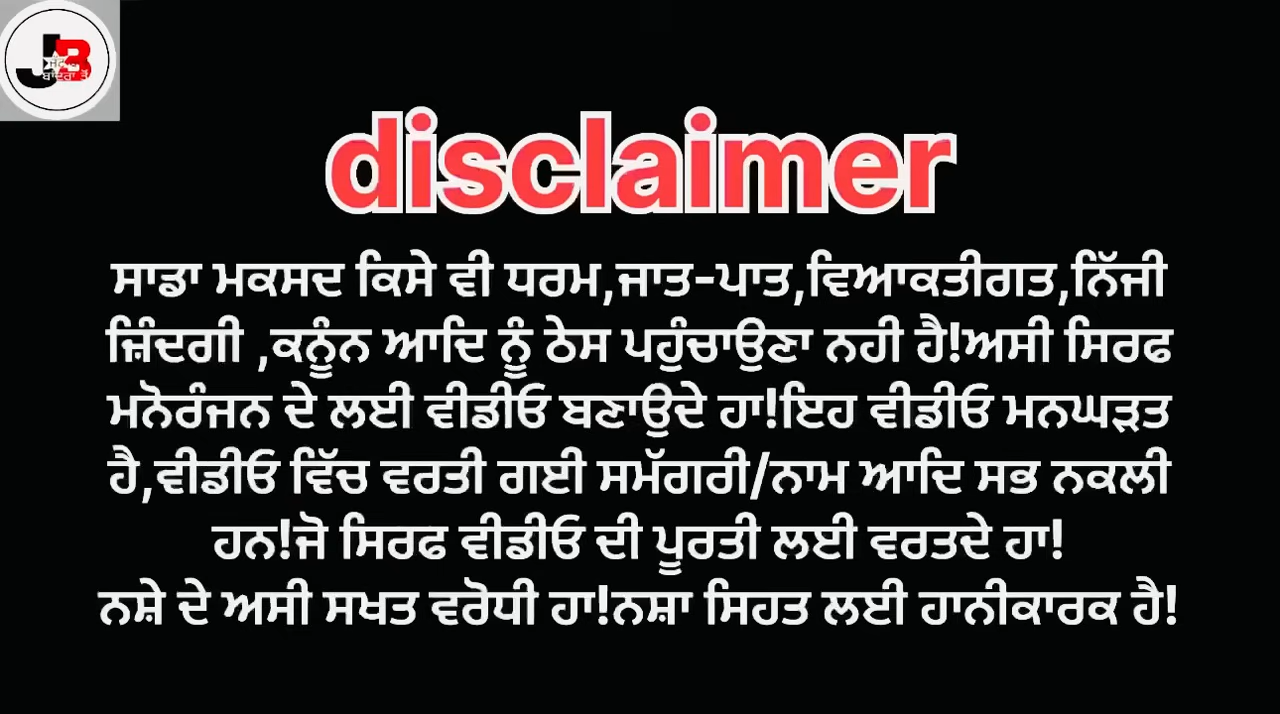 JB
disclaimer
ਸਾਡਾ ਮਕਸਦ ਕਿਸੇ ਵੀ ਧਰਮ,ਜਾਤ-ਪਾਤ,ਵਿਆਕਤੀਗਤ,ਨਿੱਜੀ
ਜ਼ਿੰਦਗੀ ,ਕਨੂੰਨ ਆਦਿ ਨੂੰ ਠੇਸ ਪਹੁੰਚਾਉਣਾ ਨਹੀ ਹੈ!ਅਸੀ ਸਿਰਫ
ਮਨੋਰੰਜਨ ਦੇ ਲਈ ਵੀਡੀਓ ਬਣਾਉਦੇ ਹਾ!ਇਹ ਵੀਡੀਓ ਮਨਘੜਤ
ਹੈ,ਵੀਡੀਓ ਵਿੱਚ ਵਰਤੀ ਗਈ ਸਮੱਗਰੀ/ਨਾਮ ਆਦਿ ਸਭ ਨਕਲੀ
ਹਨ!ਜੋ ਸਿਰਫ ਵੀਡੀਓ ਦੀ ਪੂਰਤੀ ਲਈ ਵਰਤਦੇ ਹਾ!
ਨਸ਼ੇ ਦੇ ਅਸੀ ਸਖਤ ਵਰੋਧੀ ਹਾ!ਨਸ਼ਾ ਸਿਹਤ ਲਈ ਹਾਨੀਕਾਰਕ ਹੈ!